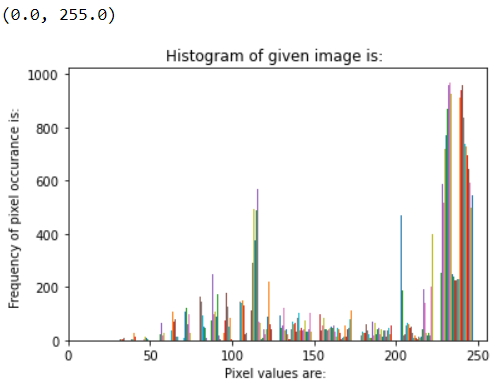 (0.0, 255.0)
Histogram of given image is:
Frequency of pixel occurance is:
1000
800
600
400
200
0
0 50 100 150 200 250
Pixel values are: